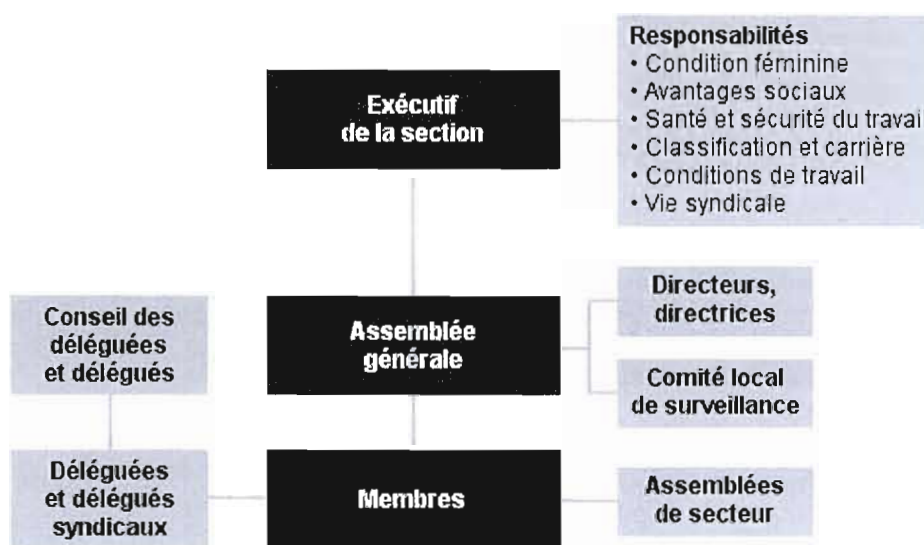 Exécutif
de la section
Responsabilités
• Condition féminine
• Avantages sociaux
• Santé et sécurité du travail
• Classification et carrière
• Conditions de travail
• Vie syndicale
Conseil des
déléguées
et délégués
Assemblée
générale
Directeurs,
directrices
Comité local
de surveillance
Déléguées
et délégués
syndicaux
Membres
Assemblées
de secteur